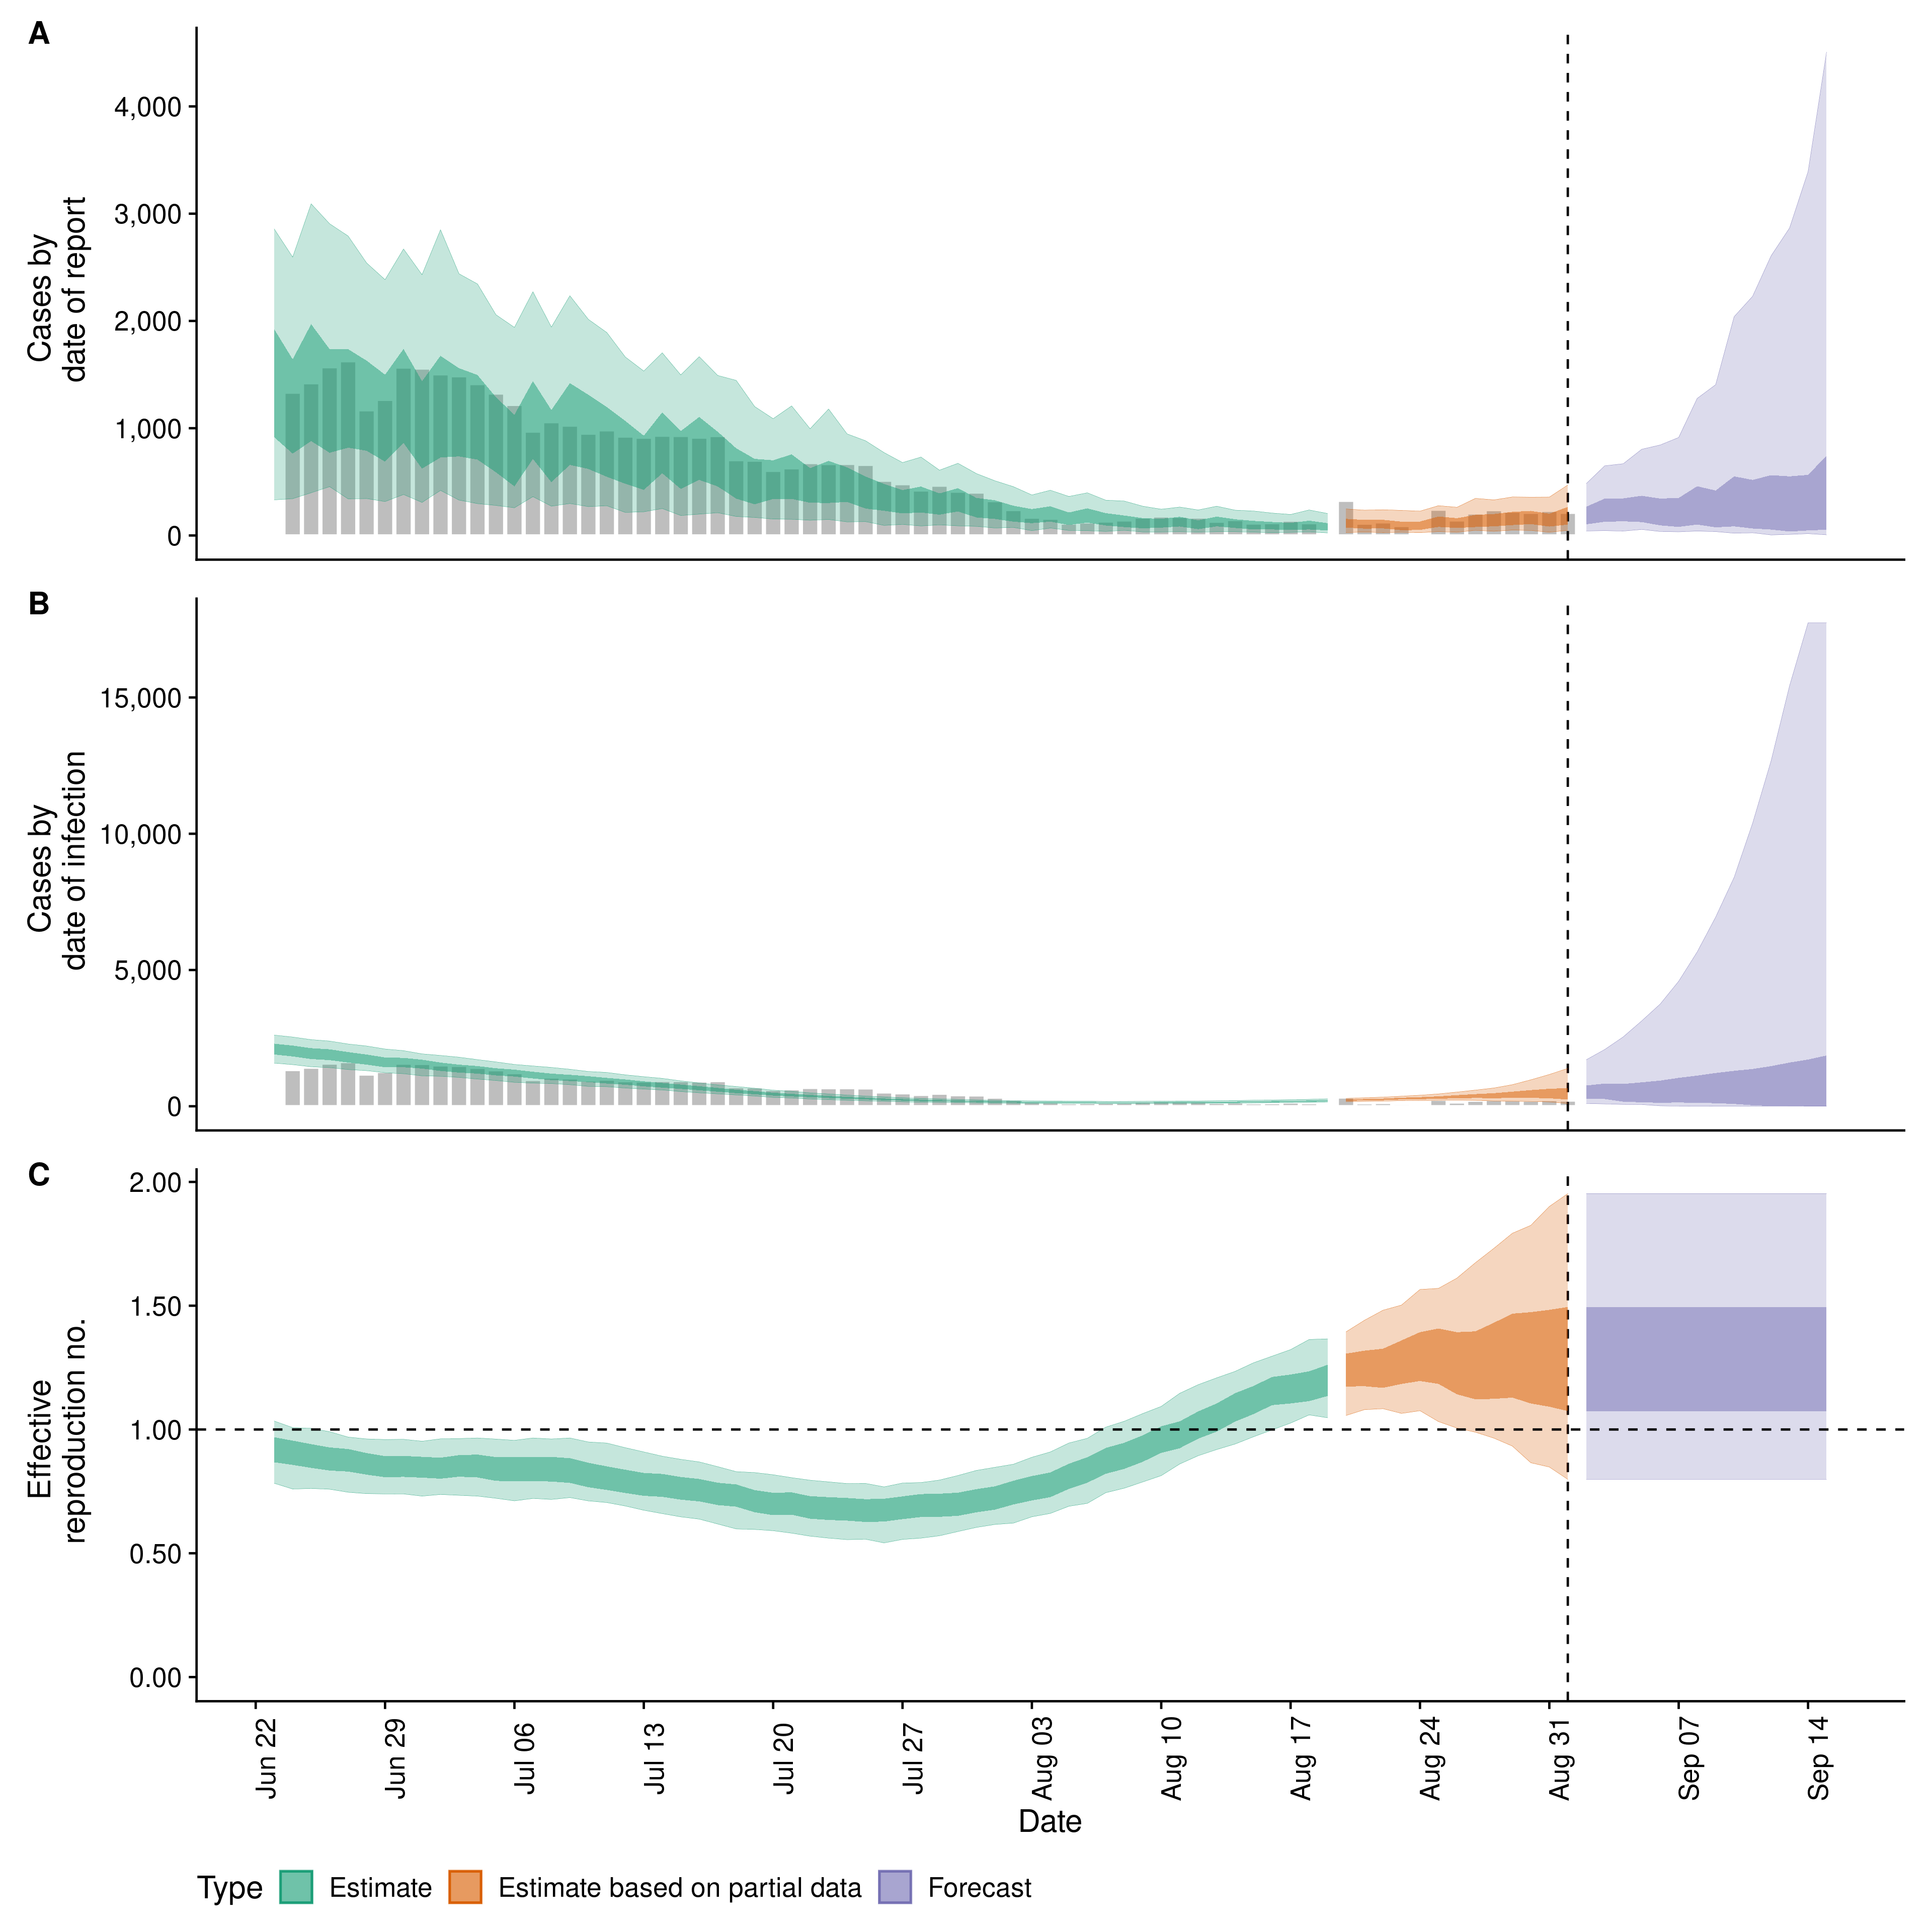 A
Cases by
date of report
4,000
3,000
2,000
1,000
0
B
Cases by
date of infection
15,000
10,000
5,000
0
C
Effective
reproduction no.
2.00
1.50
1.00
0.50
0.00
Jun 22
Jun 29
Jul 06
Jul 13
Jul 20
Jul 27
Aug 03
Aug 10
Aug 17
Aug 24
Aug 31
Sep 07
Sep 14
Date
Type Estimate Estimate based on partial data Forecast